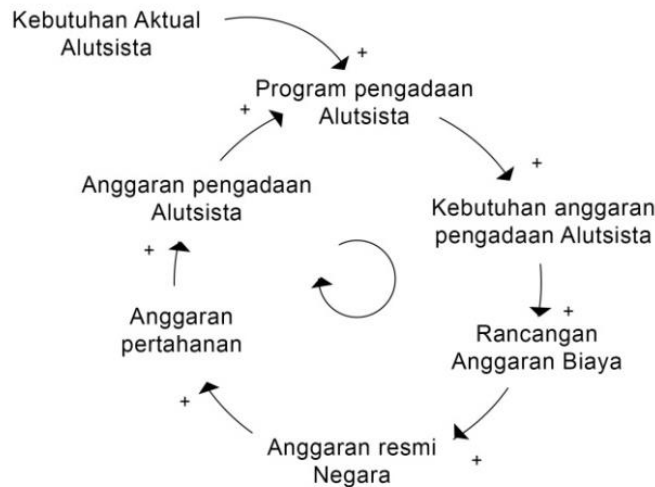 Kebutuhan Aktual
Alutsista
+
Program pengadaan
Alutsista
+
+
Anggaran pengadaan
Alutsista
Kebutuhan anggaran
pengadaan Alutsista
+
+
Anggaran
pertahanan
Rancangan
Anggaran Biaya
+
Anggaran resmi
Negara
+